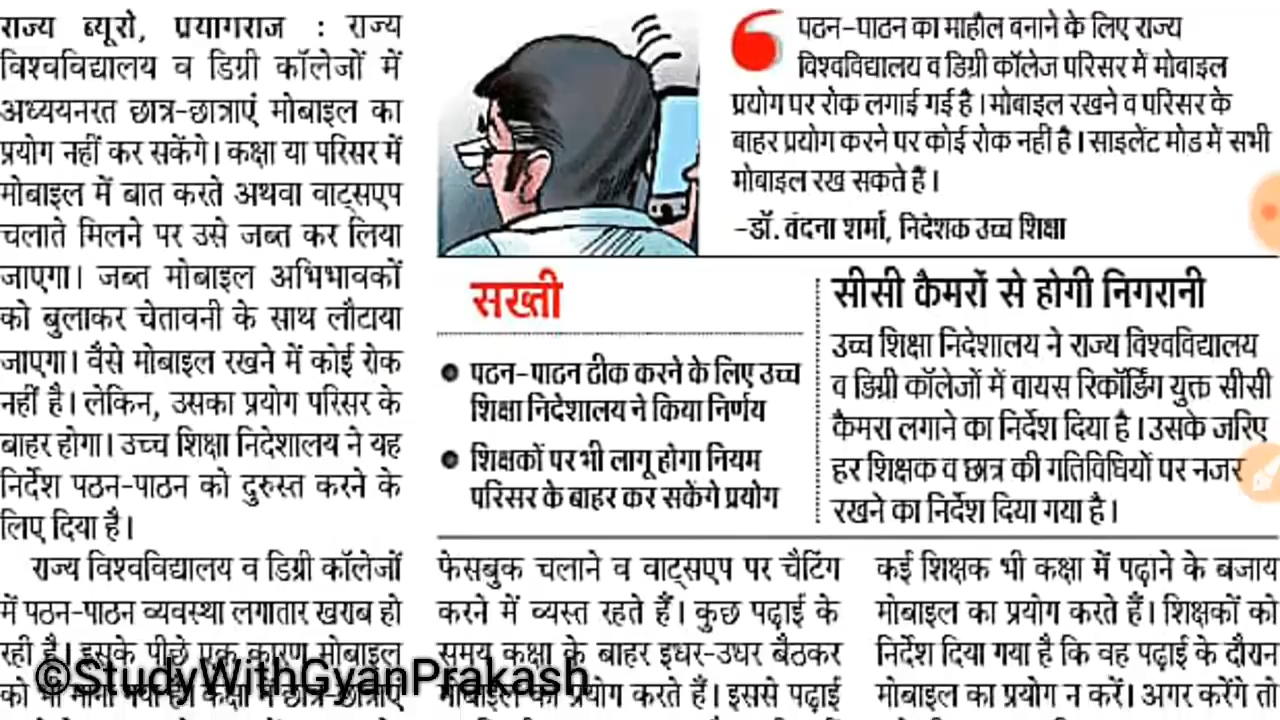 राज्य ब्यूरो, प्रयागराज : राज्य
विश्वविद्यालय व डिग्री कॉलेजों में
अध्ययनरत छात्र-छात्राएं मोबाइल का
प्रयोग नहीं कर सकेंगे। कक्षा या परिसर में
मोबाइल में बात करते अथवा वाट्सएप
चलाते मिलने पर उसे जब्त कर लिया
जाएगा। जब्त मोबाइल अभिभावकों
को बुलाकर चेतावनी के साथ लौटाया
जाएगा। वैसे मोबाइल रखने में कोई रोक
नहीं है। लेकिन, उसका प्रयोग परिसर के
बाहर होगा। उच्च शिक्षा निदेशालय ने यह
निर्देश पठन-पाठन को दुरुस्त करने के
लिए दिया है।
राज्य विश्वविद्यालय व डिग्री कॉलेजों
में पठन-पाठन व्यवस्था लगातार खराब हो
रही है। इसके पीछे एक कारण मोबाइल
पठन-पाठन का माहौल बनाने के लिए राज्य
विश्वविद्यालय व डिग्री कॉलेज परिसर में मोबाइल
प्रयोग पर रोक लगाई गई है। मोबाइल रखने व परिसर के
बाहर प्रयोग करने पर कोई रोक नहीं है। साइलेंट मोड में सभी
मोबाइल रख सकते हैं।
-डॉ. वंदना शर्मा, निदेशक उच्च शिक्षा
सख्ती
● पठन-पाठन ठीक करने के लिए उच्च
शिक्षा निदेशालय ने किया निर्णय
● शिक्षकों पर भी लागू होगा नियम
परिसर के बाहर कर सकेंगे प्रयोग
सीसी कैमरों से होगी निगरानी
उच्च शिक्षा निदेशालय ने राज्य विश्वविद्यालय
व डिग्री कॉलेजों में वायस रिकॉर्डिंग युक्त सीसी
कैमरा लगाने का निर्देश दिया है। उसके जरिए
हर शिक्षक व छात्र की गतिविधियों पर नजर
रखने का निर्देश दिया गया है।
फेसबुक चलाने व वाट्सएप पर चैटिंग
करने में व्यस्त रहते हैं। कुछ पढ़ाई के
समय कक्षा के बाहर इधर-उधर बैठकर
मोबाइल का प्रयोग करते हैं। इससे पढ़ाई
कई शिक्षक भी कक्षा में पढ़ाने के बजाय
मोबाइल का प्रयोग करते हैं। शिक्षकों को
निर्देश दिया गया है कि वह पढ़ाई के दौरान
मोबाइल का प्रयोग न करें। अगर करेंगे तो
©StudyWithGyanPrakash